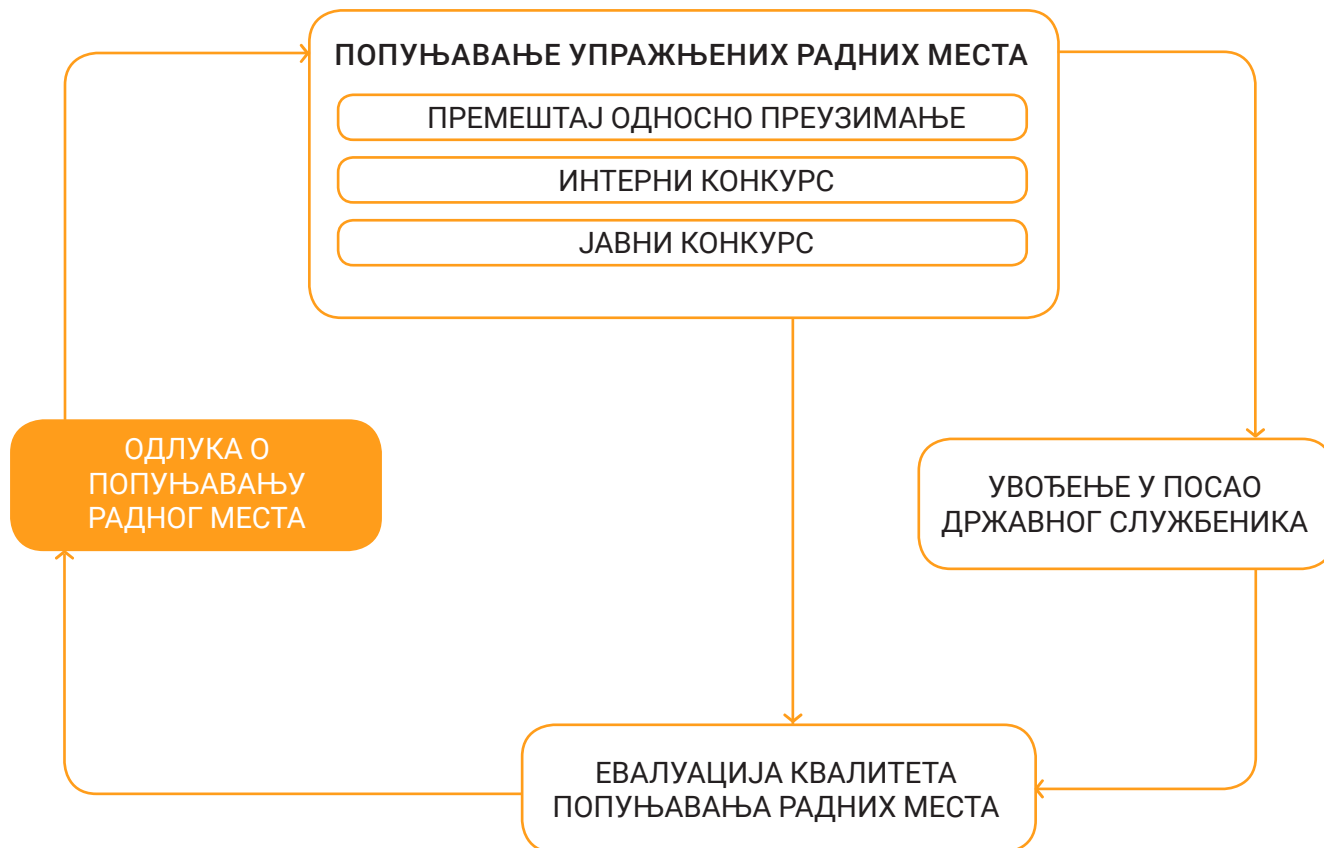 ПОПУЊАВАЊЕ УПРАЖЊЕНИХ РАДНИХ МЕСТА
ПРЕМЕШТАЈ ОДНОСНО ПРЕУЗИМАЊЕ
ИНТЕРНИ КОНКУРС
ЈАВНИ КОНКУРС
ОДЛУКА О
ПОПУЊАВАЊУ
РАДНОГ МЕСТА
УВОЂЕЊЕ У ПОСАО
ДРЖАВНОГ СЛУЖБЕНИКА
ЕВАЛУАЦИЈА КВАЛИТЕТА
ПОПУЊАВАЊА РАДНИХ МЕСТА